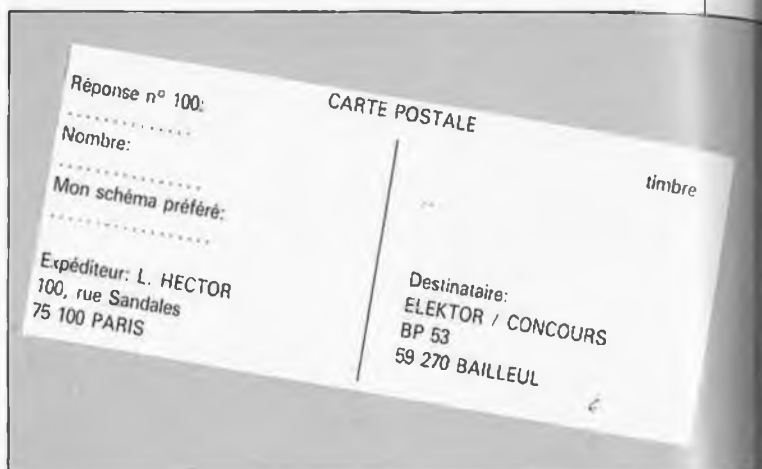 Réponse nº 100:
..............
Nombre:
................
Mon schéma préféré:
..................
Expéditeur: L. HECTOR
100, rue Sandales
75 100 PARIS
CARTE POSTALE
timbre
Destinataire:
ELEKTOR / CONCOURS
BP 53
59 270 BAILLEUL